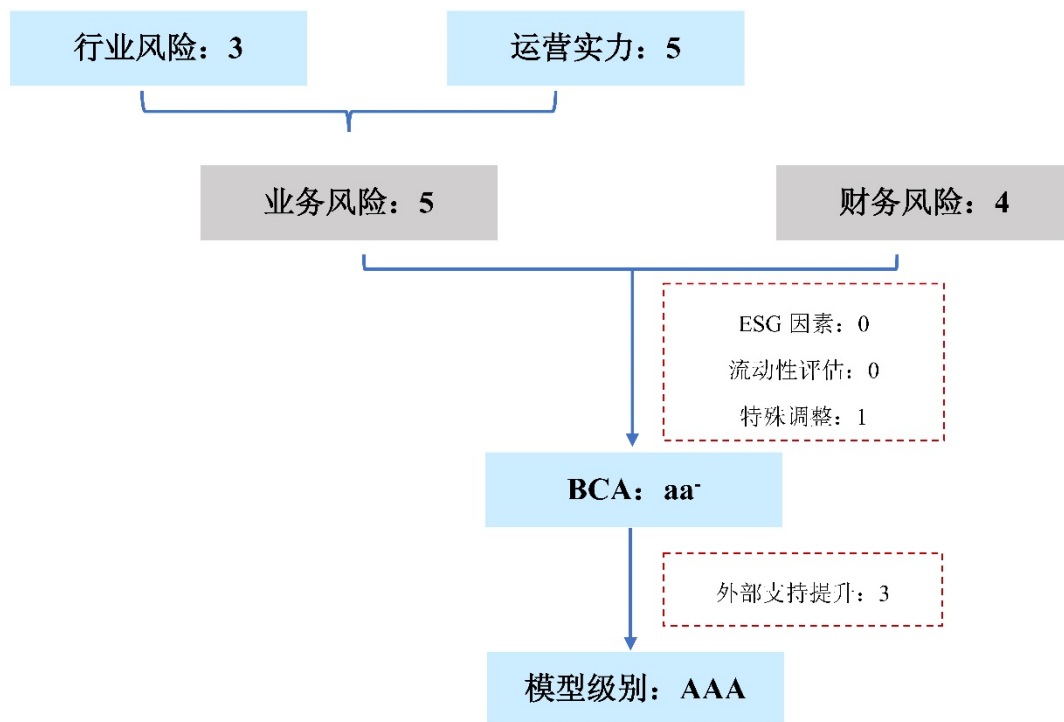 行业风险：3
运营实力：5
业务风险：5
财务风险：4
ESG 因素：0
流动性评估：0
特殊调整：1
BCA：aa⁻
外部支持提升：3
模型级别：AAA